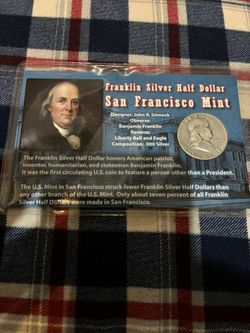 Franklin Silver Half Dollar
San Francisco Mint
Designer: John R. Sinnock
Obverse:
Benjamin Franklin
Reverse:
Liberty Bell and Eagle
Composition: .900 Silver
The Franklin Silver Half Dollar honors American patriot,
inventor, humanitarian, and statesman Benjamin Franklin.
It was the first circulating U.S. coin to feature a person other than a President.
The U.S. Mint in San Francisco struck fewer Franklin Silver Half Dollars than
any other branch of the U.S. Mint. Only about seven percent of all Franklin
Silver Half Dollars were made in San Francisco.